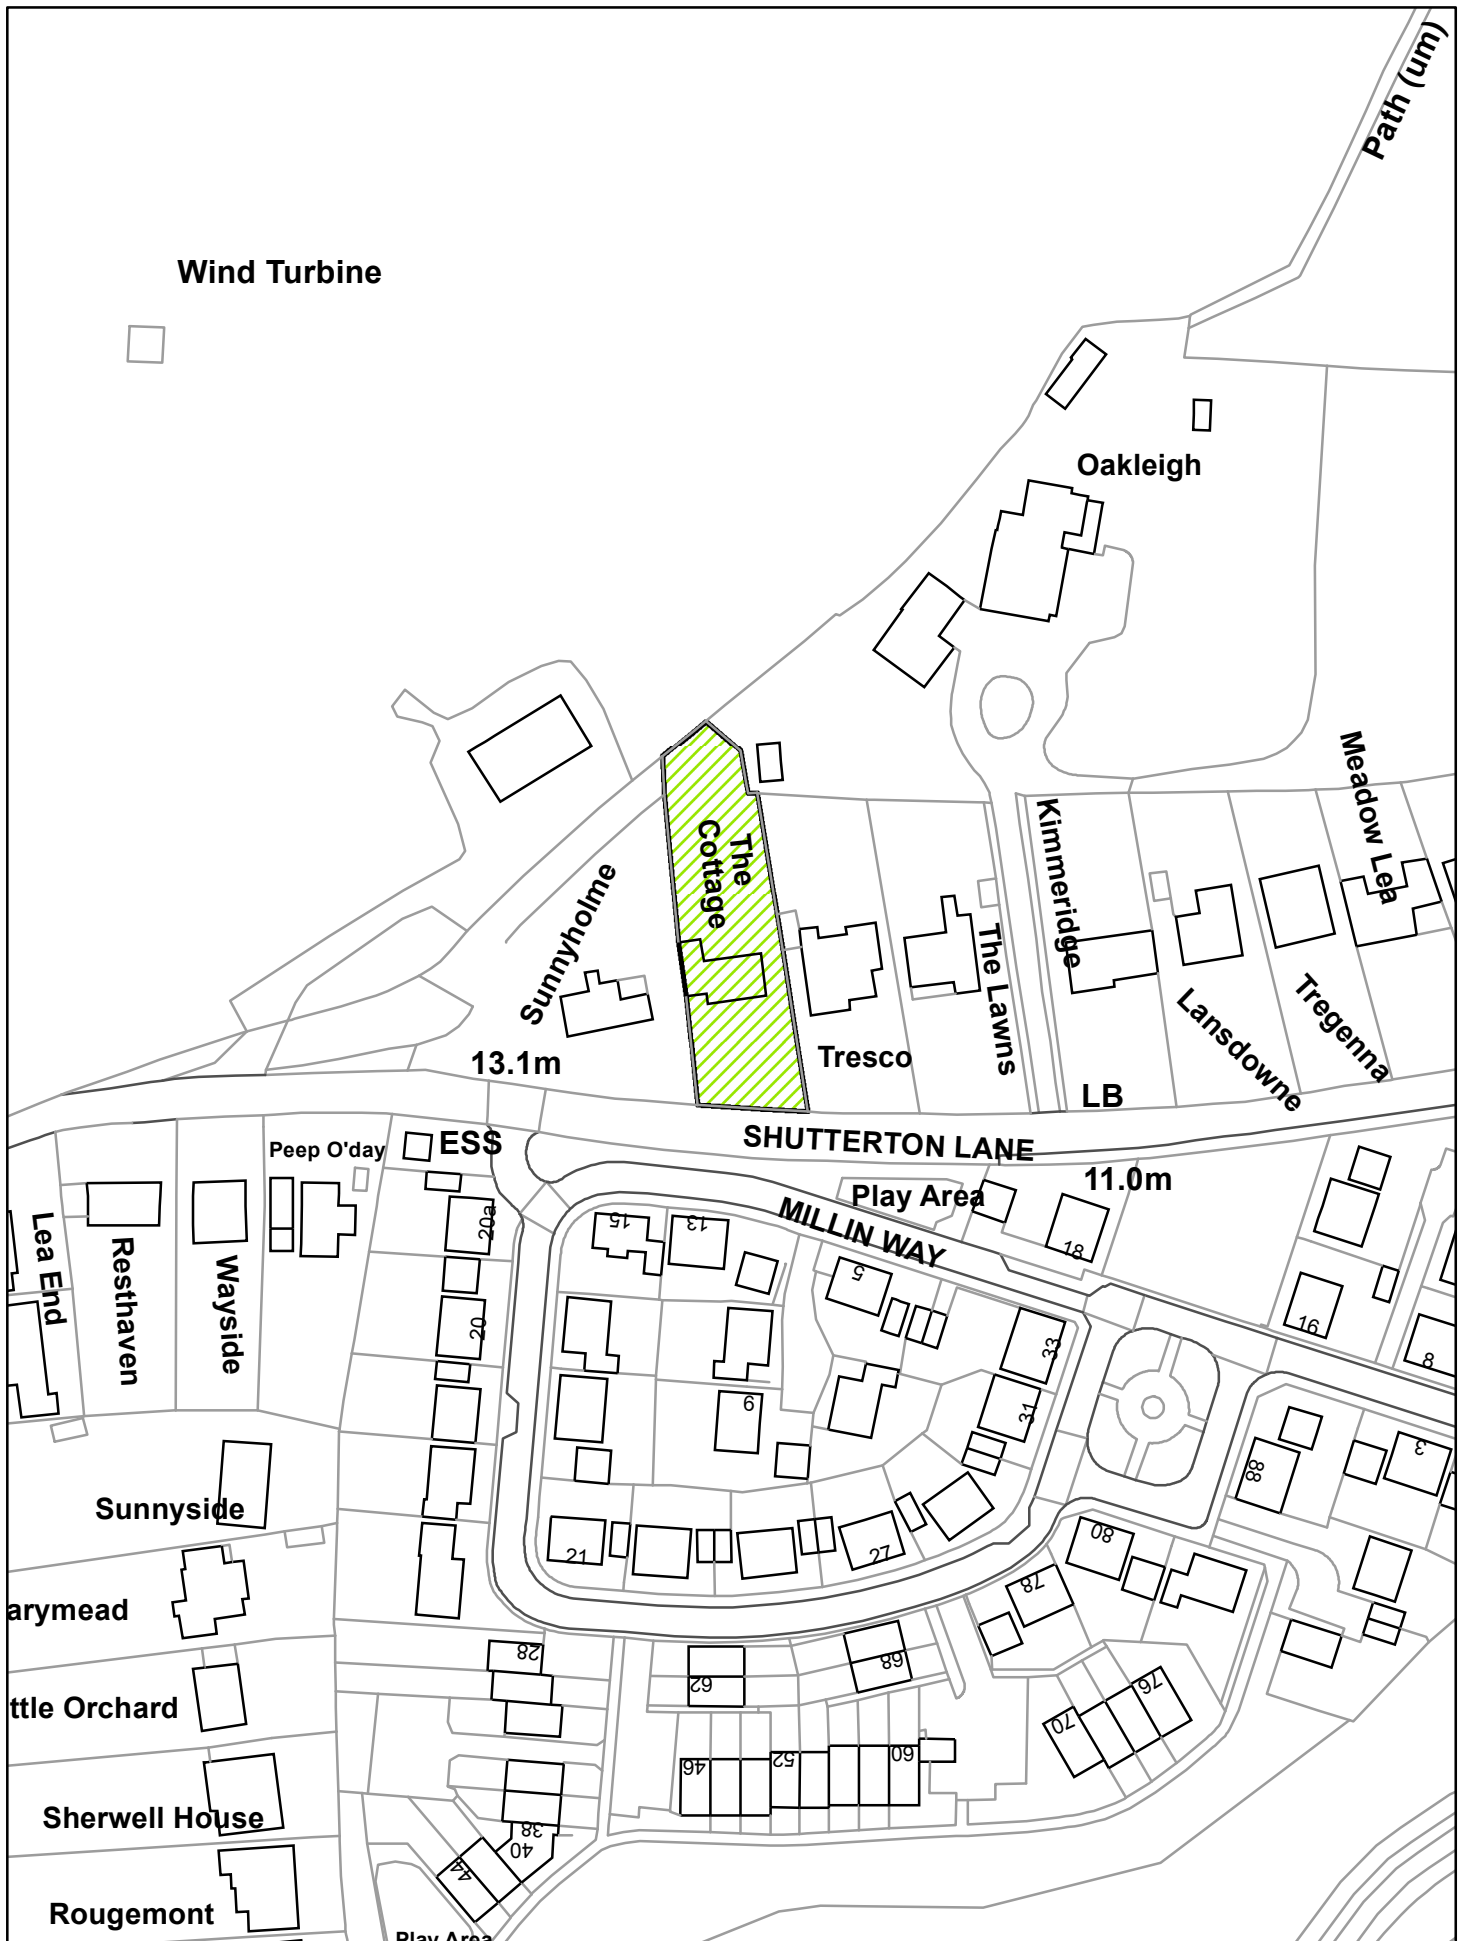 Path (um)
Wind Turbine
Oakleigh
Meadow Lea
Kimmeridge
The
Cottage
Sunnyholme
The Lawns
Tregenna
Lansdowne
Tresco
13.1m
LB
SHUTTERTON LANE
ESS
Peep O'day
11.0m
Play Area
MILLIN WAY
Lea End
Resthaven
Wayside
20a
15
13
5
18
16
8
20
33
9
31
3
88
Sunnyside
21
27
80
78
arymead
28
62
68
76
70
ttle Orchard
46
52
60
Sherwell House
38
40
44
Rougemont
Play Area